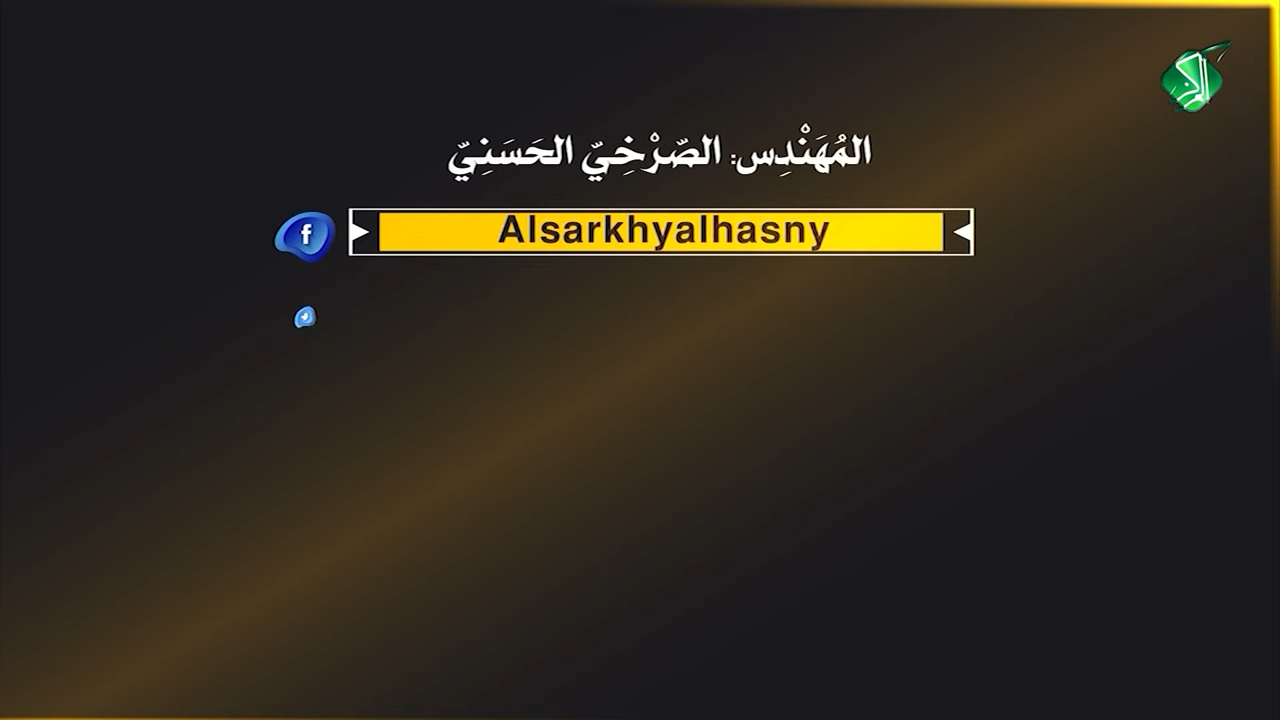 المُهَنْدِس: الصّرْخِيّ الحَسَنِيّ
f Alsarkhyalhasny